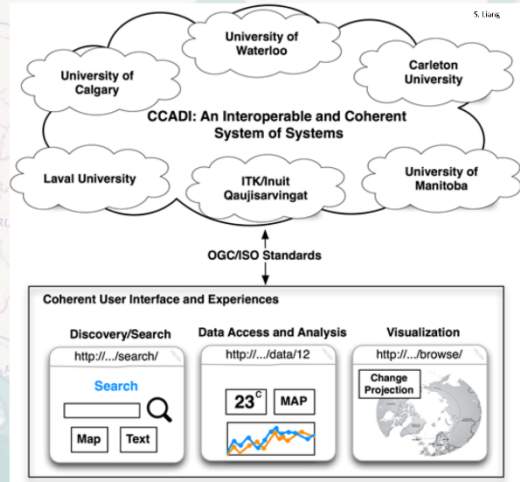 S. Liang
University of
Waterloo
University of
Calgary
Carleton
University
CCADI: An Interoperable and Coherent
System of Systems
Laval University
ITK/Inuit
Qaujisarvingat
University of
Manitoba
OGC/ISO Standards
Coherent User Interface and Experiences
Discovery/Search
Data Access and Analysis
Visualization
http://.../search/
http://.../data/12
http://.../browse/
Search
Map
Text
23°C
MAP
Change
Projection